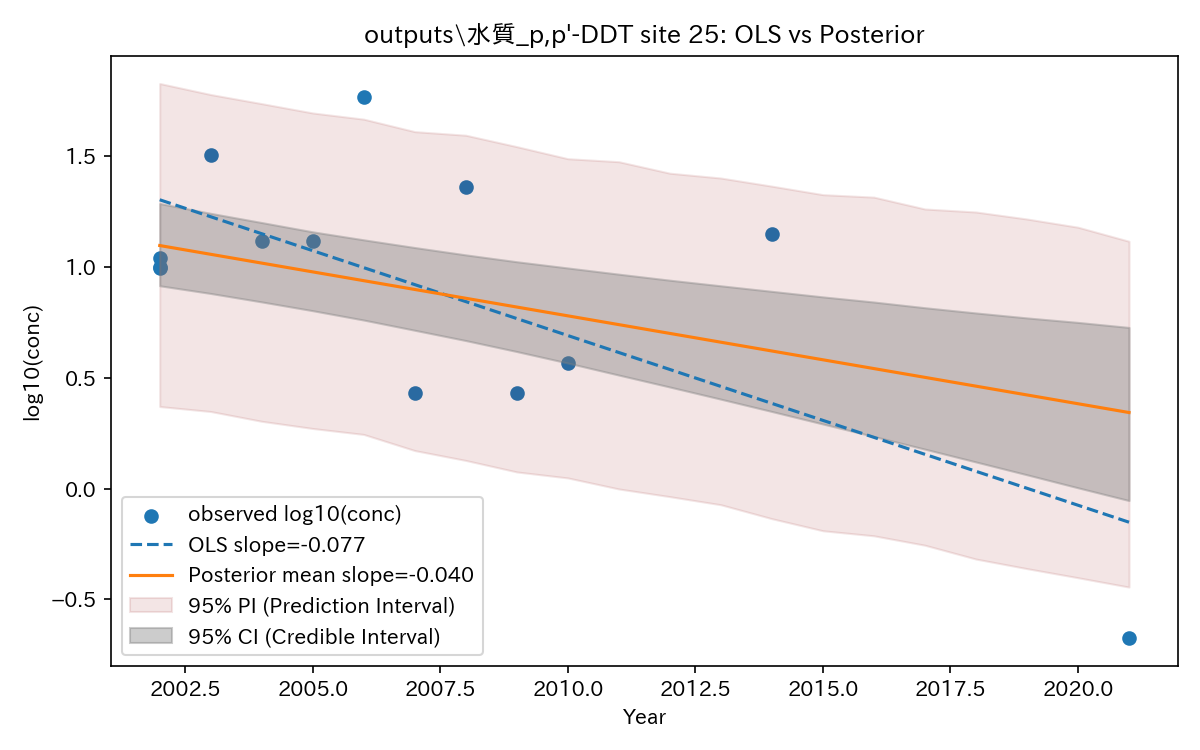 outputs\水質_p,p'-DDT site 25: OLS vs Posterior
log10(conc)
1.5
1.0
0.5
0.0
−0.5
observed log10(conc)
OLS slope=-0.077
Posterior mean slope=-0.040
95% PI (Prediction Interval)
95% CI (Credible Interval)
2002.5 2005.0 2007.5 2010.0 2012.5 2015.0 2017.5 2020.0
Year